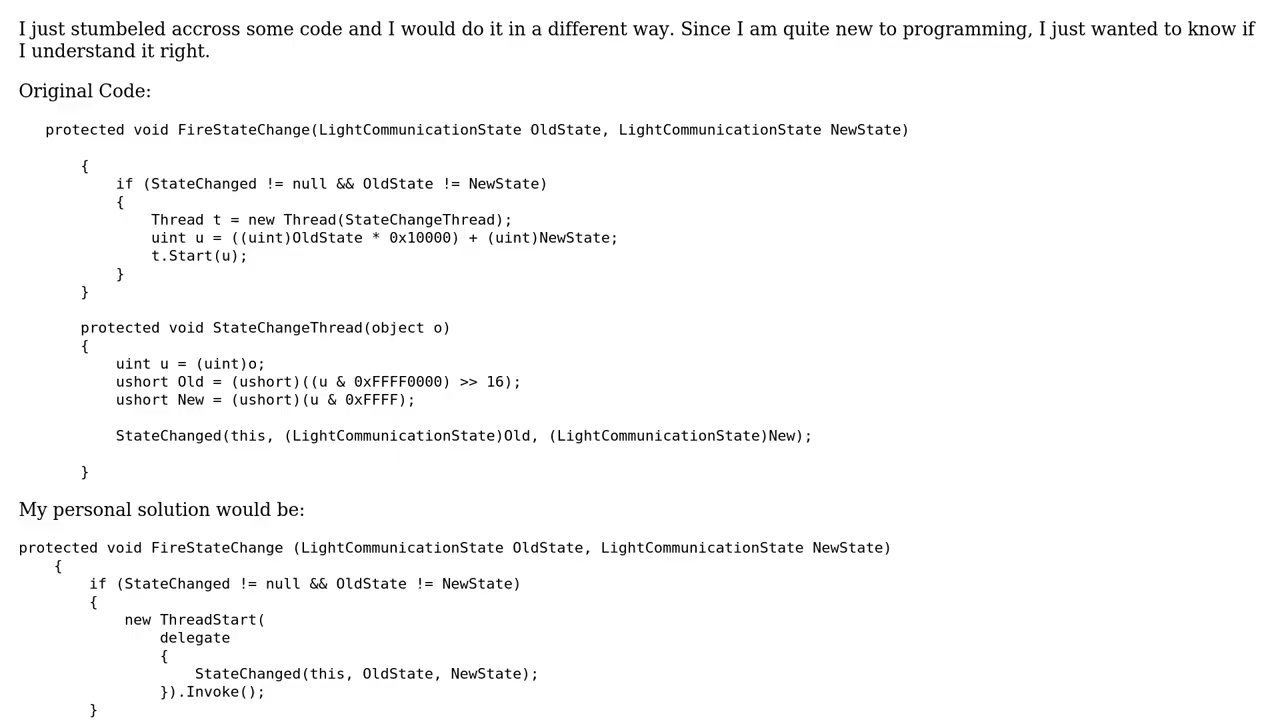 I just stumbeled accross some code and I would do it in a different way. Since I am quite new to programming, I just wanted to know if
I understand it right.
Original Code:
protected void FireStateChange(LightCommunicationState OldState, LightCommunicationState NewState)
{
if (StateChanged != null && OldState != NewState)
{
Thread t = new Thread(StateChangeThread);
uint u = ((uint)OldState * 0x10000) + (uint)NewState;
t.Start(u);
}
}
protected void StateChangeThread(object o)
{
uint u = (uint)o;
ushort Old = (ushort)((u & 0xFFFF0000) >> 16);
ushort New = (ushort)(u & 0xFFFF);
StateChanged(this, (LightCommunicationState)Old, (LightCommunicationState)New);
}
My personal solution would be:
protected void FireStateChange (LightCommunicationState OldState, LightCommunicationState NewState)
{
if (StateChanged != null && OldState != NewState)
{
new ThreadStart(
delegate
{
StateChanged(this, OldState, NewState);
}).Invoke();
}